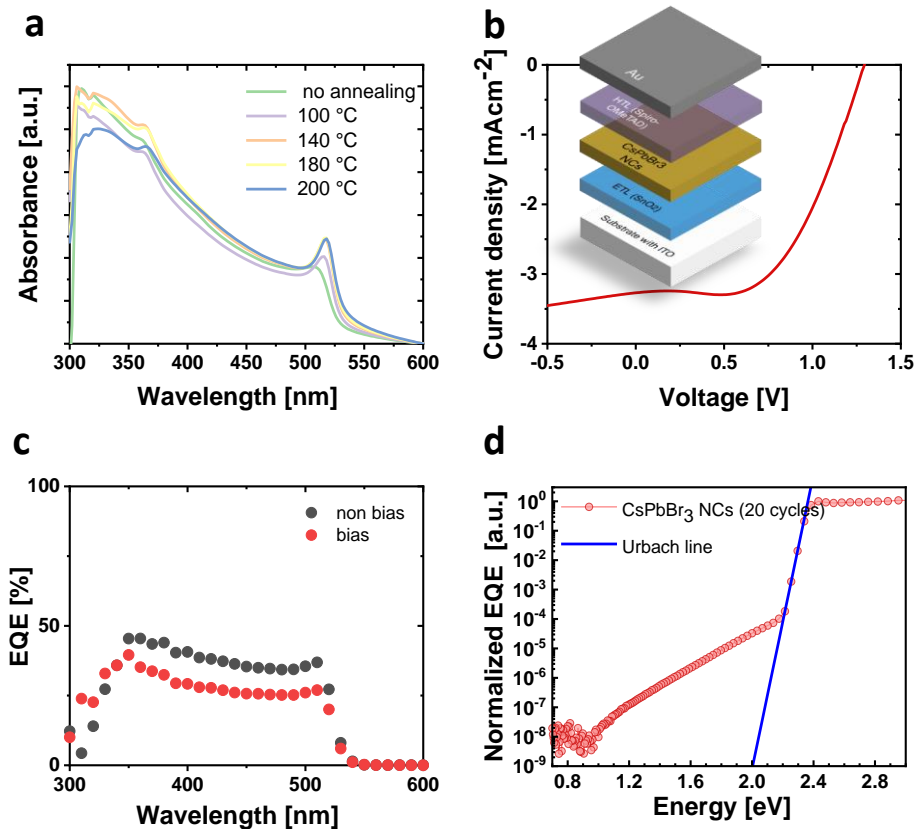 a
Absorbance [a.u.]
no annealing
100 °C
140 °C
180 °C
200 °C
300
350
400
450
500
550
600
Wavelength [nm]
b
Current density [mAcm-2]
0
-1
-2
-3
-4
Au
HTL (Spiro-
OMeTAD)
CsPbBr3
NCs
ETL (SnO2)
Substrate with ITO
-0.5
0.0
0.5
1.0
1.5
Voltage [V]
c
EQE [%]
100
50
0
non bias
bias
300
350
400
450
500
550
600
Wavelength [nm]
d
Normalized EQE [a.u.]
10^0
10^-1
10^-2
10^-3
10^-4
10^-5
10^-6
10^-7
10^-8
10^-9
CsPbBr3 NCs (20 cycles)
Urbach line
0.8
1.2
1.6
2.0
2.4
2.8
Energy [eV]